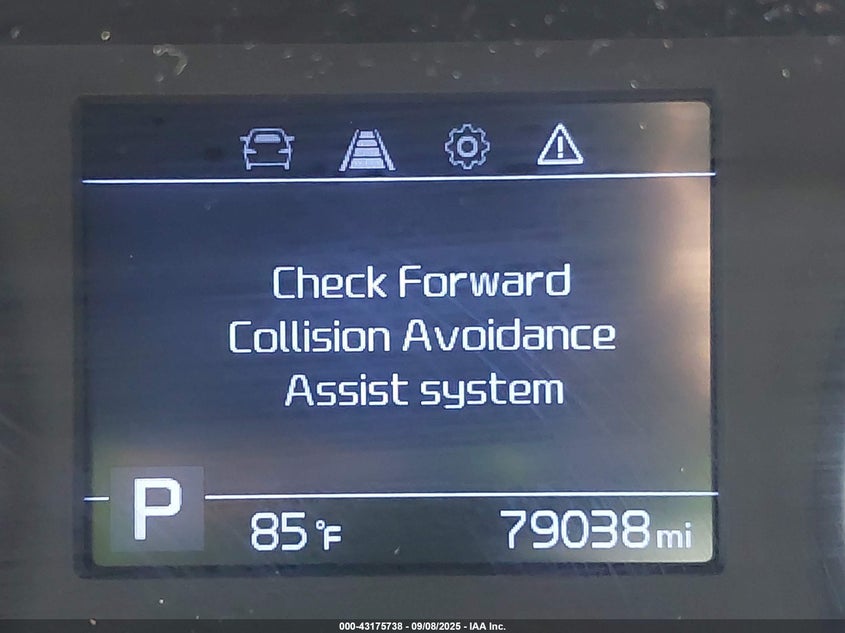 Check Forward
Collision Avoidance
Assist system
P
85°F
79038 mi
000-43175738 - 09/08/2025 - IAA Inc.